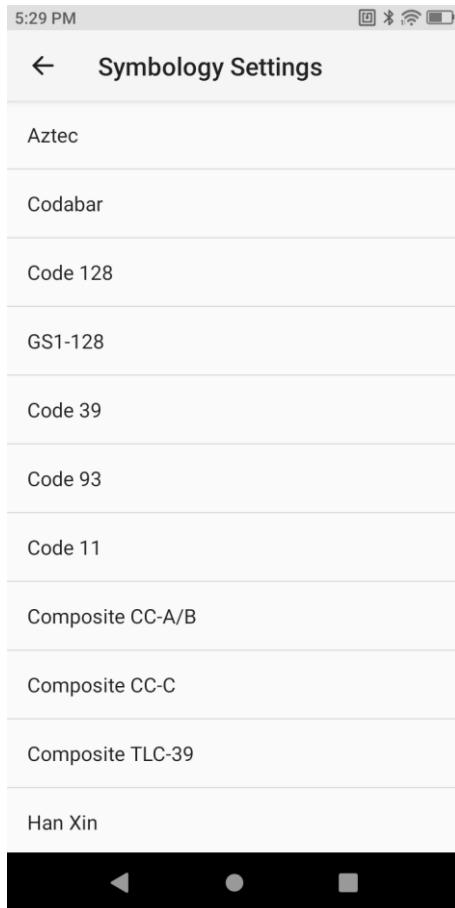 5:29 PM
Symbology Settings
Aztec
Codabar
Code 128
GS1-128
Code 39
Code 93
Code 11
Composite CC-A/B
Composite CC-C
Composite TLC-39
Han Xin